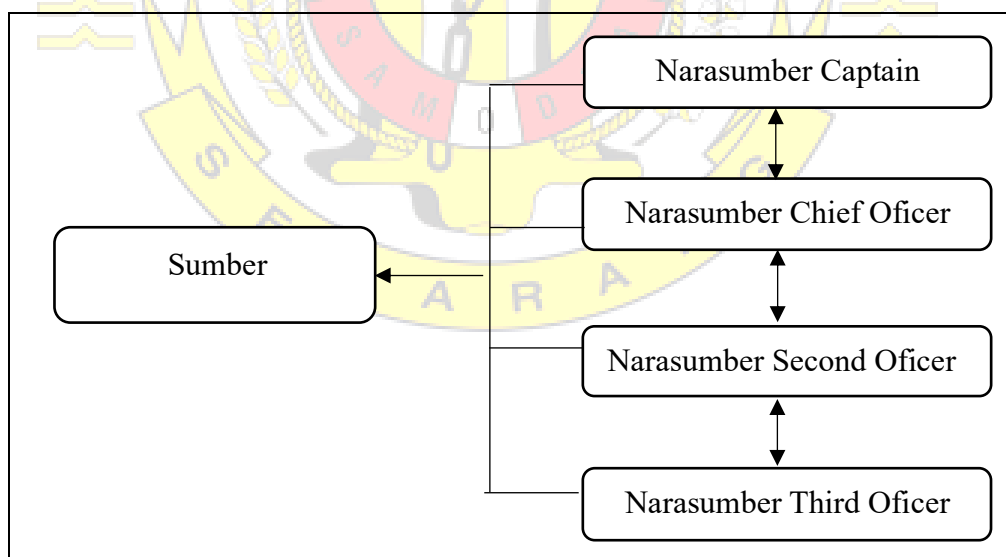 Narasumber Captain
Narasumber Chief Oficer
Sumber
Narasumber Second Oficer
Narasumber Third Oficer
S A M O D
S E A R A G